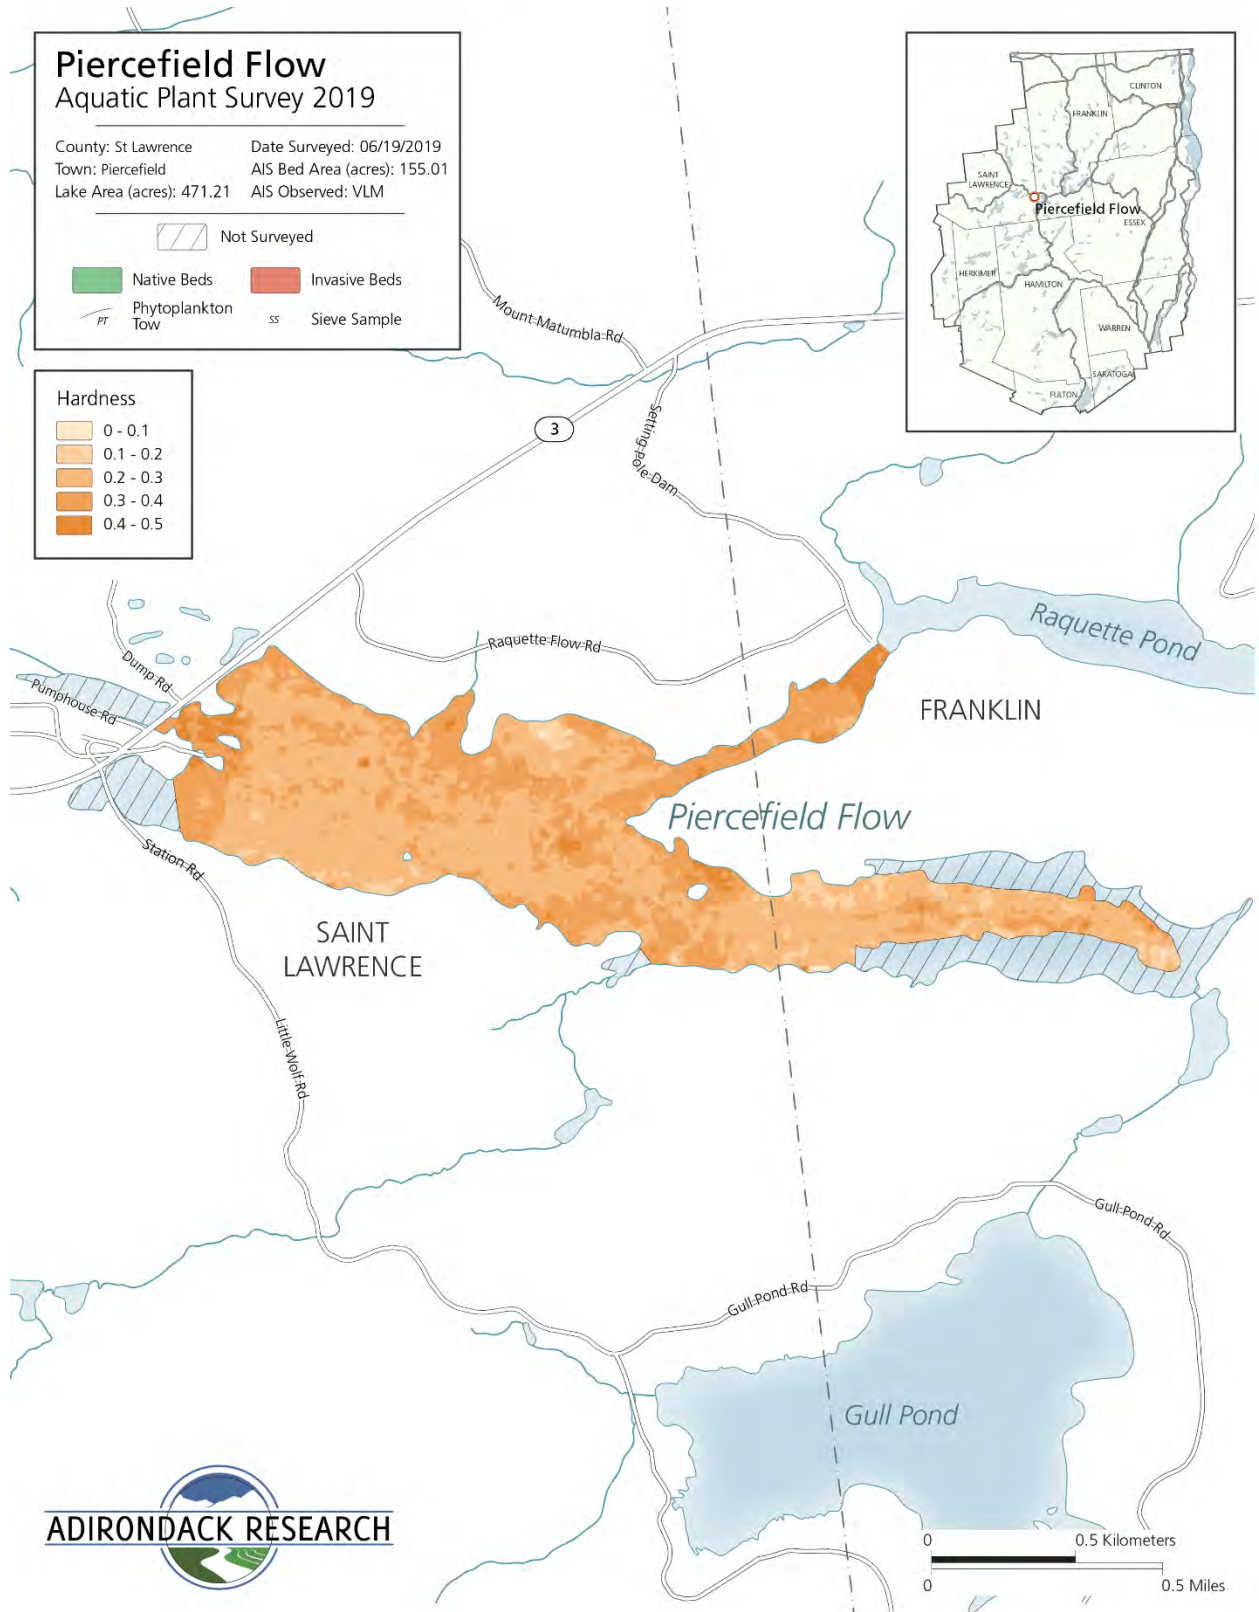 Piercefield Flow
Aquatic Plant Survey 2019
County: St Lawrence
Date Surveyed: 06/19/2019
Town: Piercefield
AIS Bed Area (acres): 155.01
Lake Area (acres): 471.21
AIS Observed: VLM
Not Surveyed
Native Beds
Invasive Beds
PT
Phytoplankton
Tow
SS
Sieve Sample
Hardness
0 - 0.1
0.1 - 0.2
0.2 - 0.3
0.3 - 0.4
0.4 - 0.5
CLINTON
FRANKLIN
SAINT
LAWRENCE
Piercefield Flow
ESSEX
HERKIMER
HAMILTON
WARREN
SARATOGA
FULTON
Mount Matumbla Rd
3
Setting Pole Dam
Raquette Pond
Raquette Flow Rd
Dump Rd
Pumphouse Rd
FRANKLIN
Piercefield Flow
Station Rd
SAINT
LAWRENCE
Little Wolf Rd
Gull Pond Rd
Gull Pond Rd
Gull Pond
ADIRONDACK RESEARCH
0
0.5 Kilometers
0
0.5 Miles